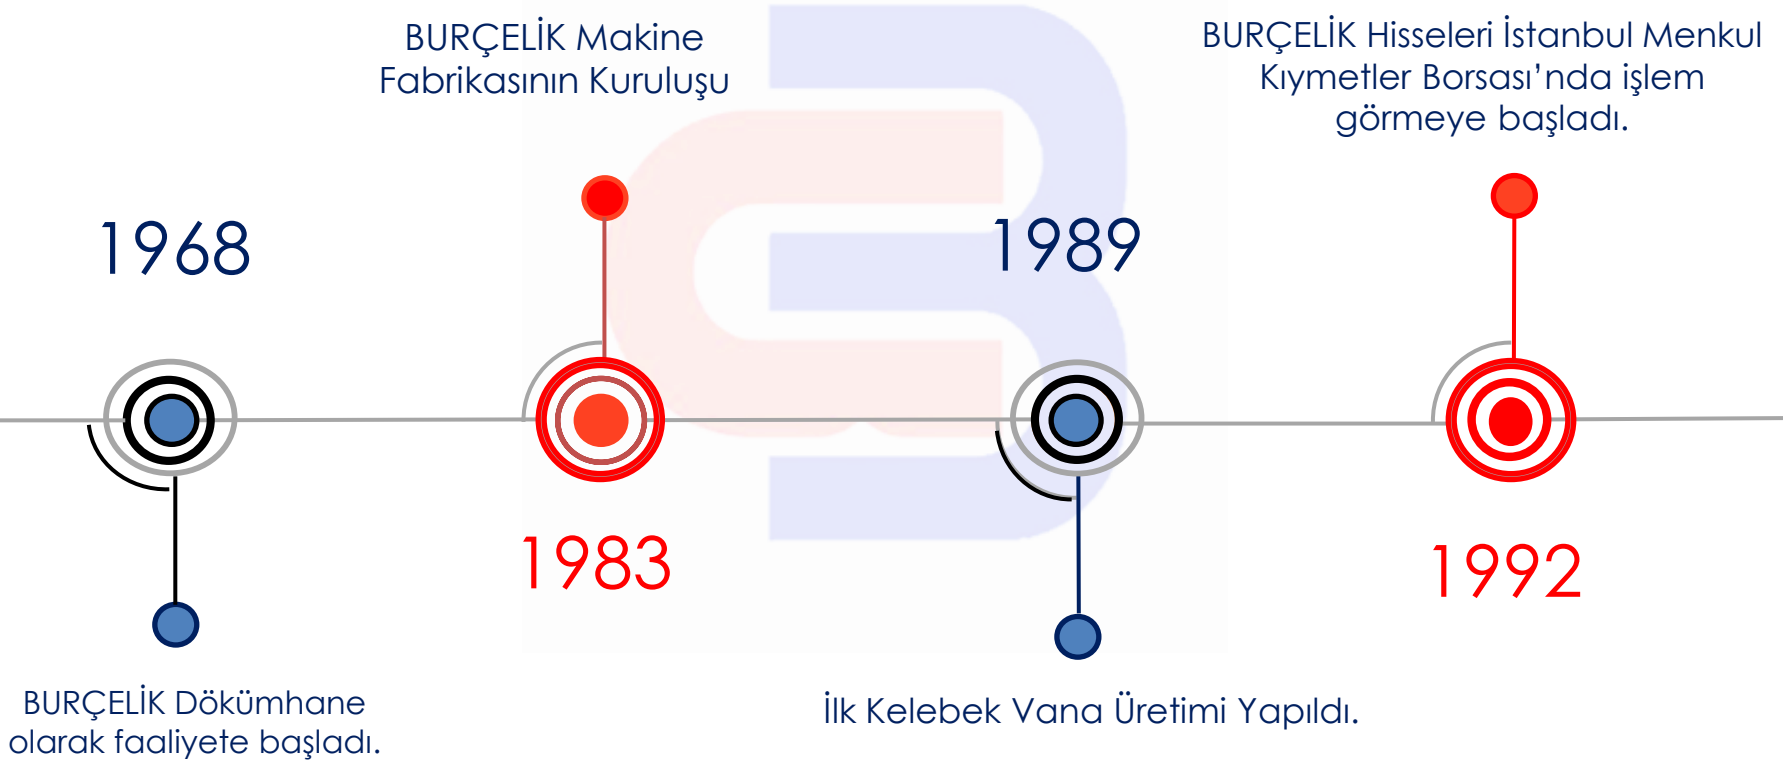 1968
BURÇELİK Dökümhane
olarak faaliyete başladı.
BURÇELİK Makine
Fabrikasının Kuruluşu
1983
1989
İlk Kelebek Vana Üretimi Yapıldı.
BURÇELİK Hisseleri İstanbul Menkul
Kıymetler Borsası’nda işlem
görmeye başladı.
1992